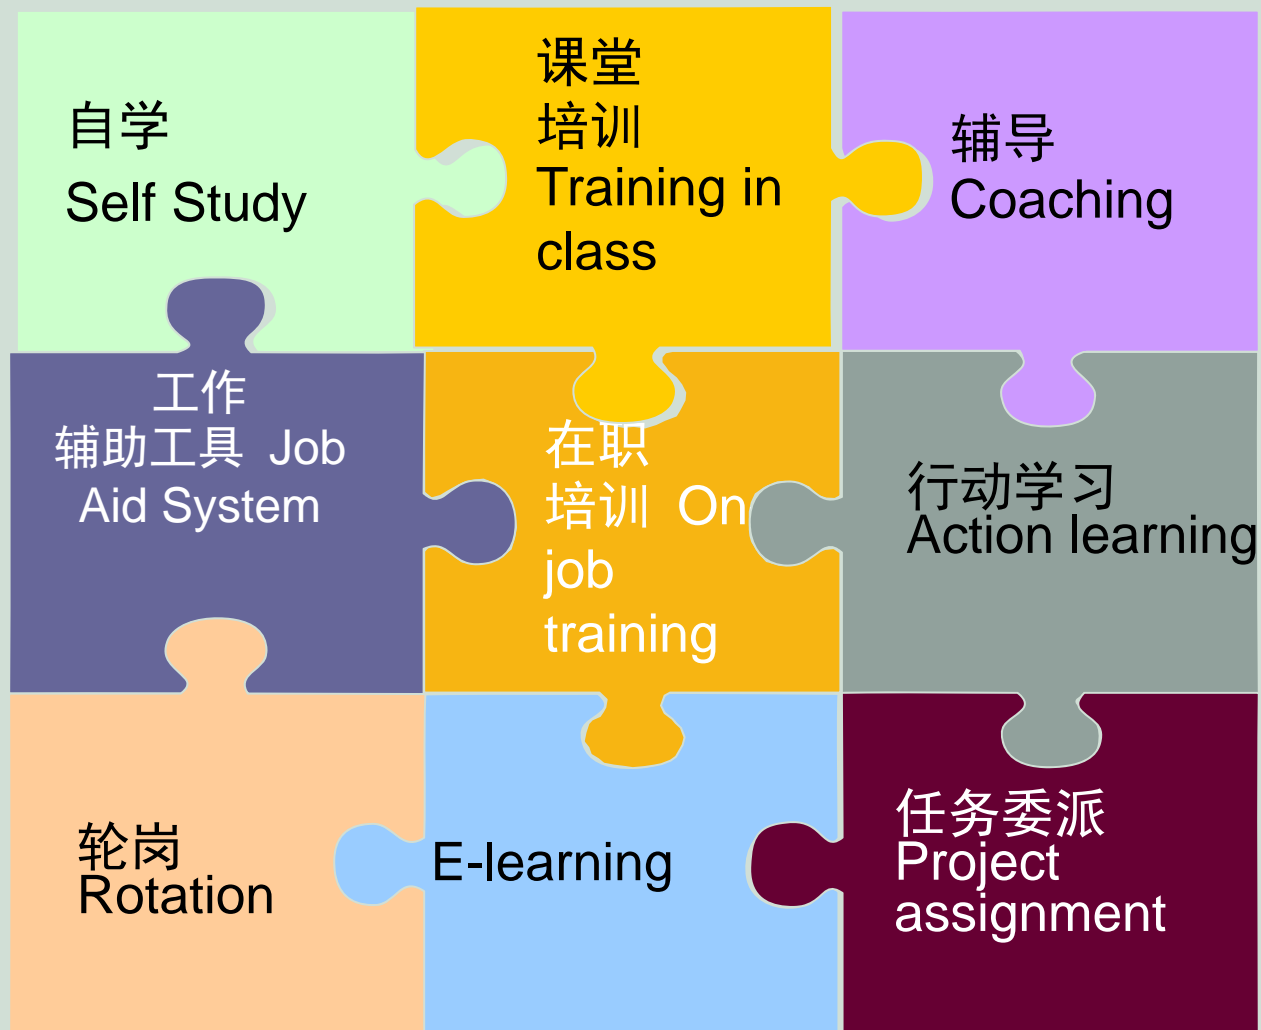 自学
Self Study
课堂
培训
Training in
class
辅导
Coaching
工作
辅助工具 Job
Aid System
在职
培训 On
job
training
行动学习
Action learning
轮岗
Rotation
E-learning
任务委派
Project
assignment